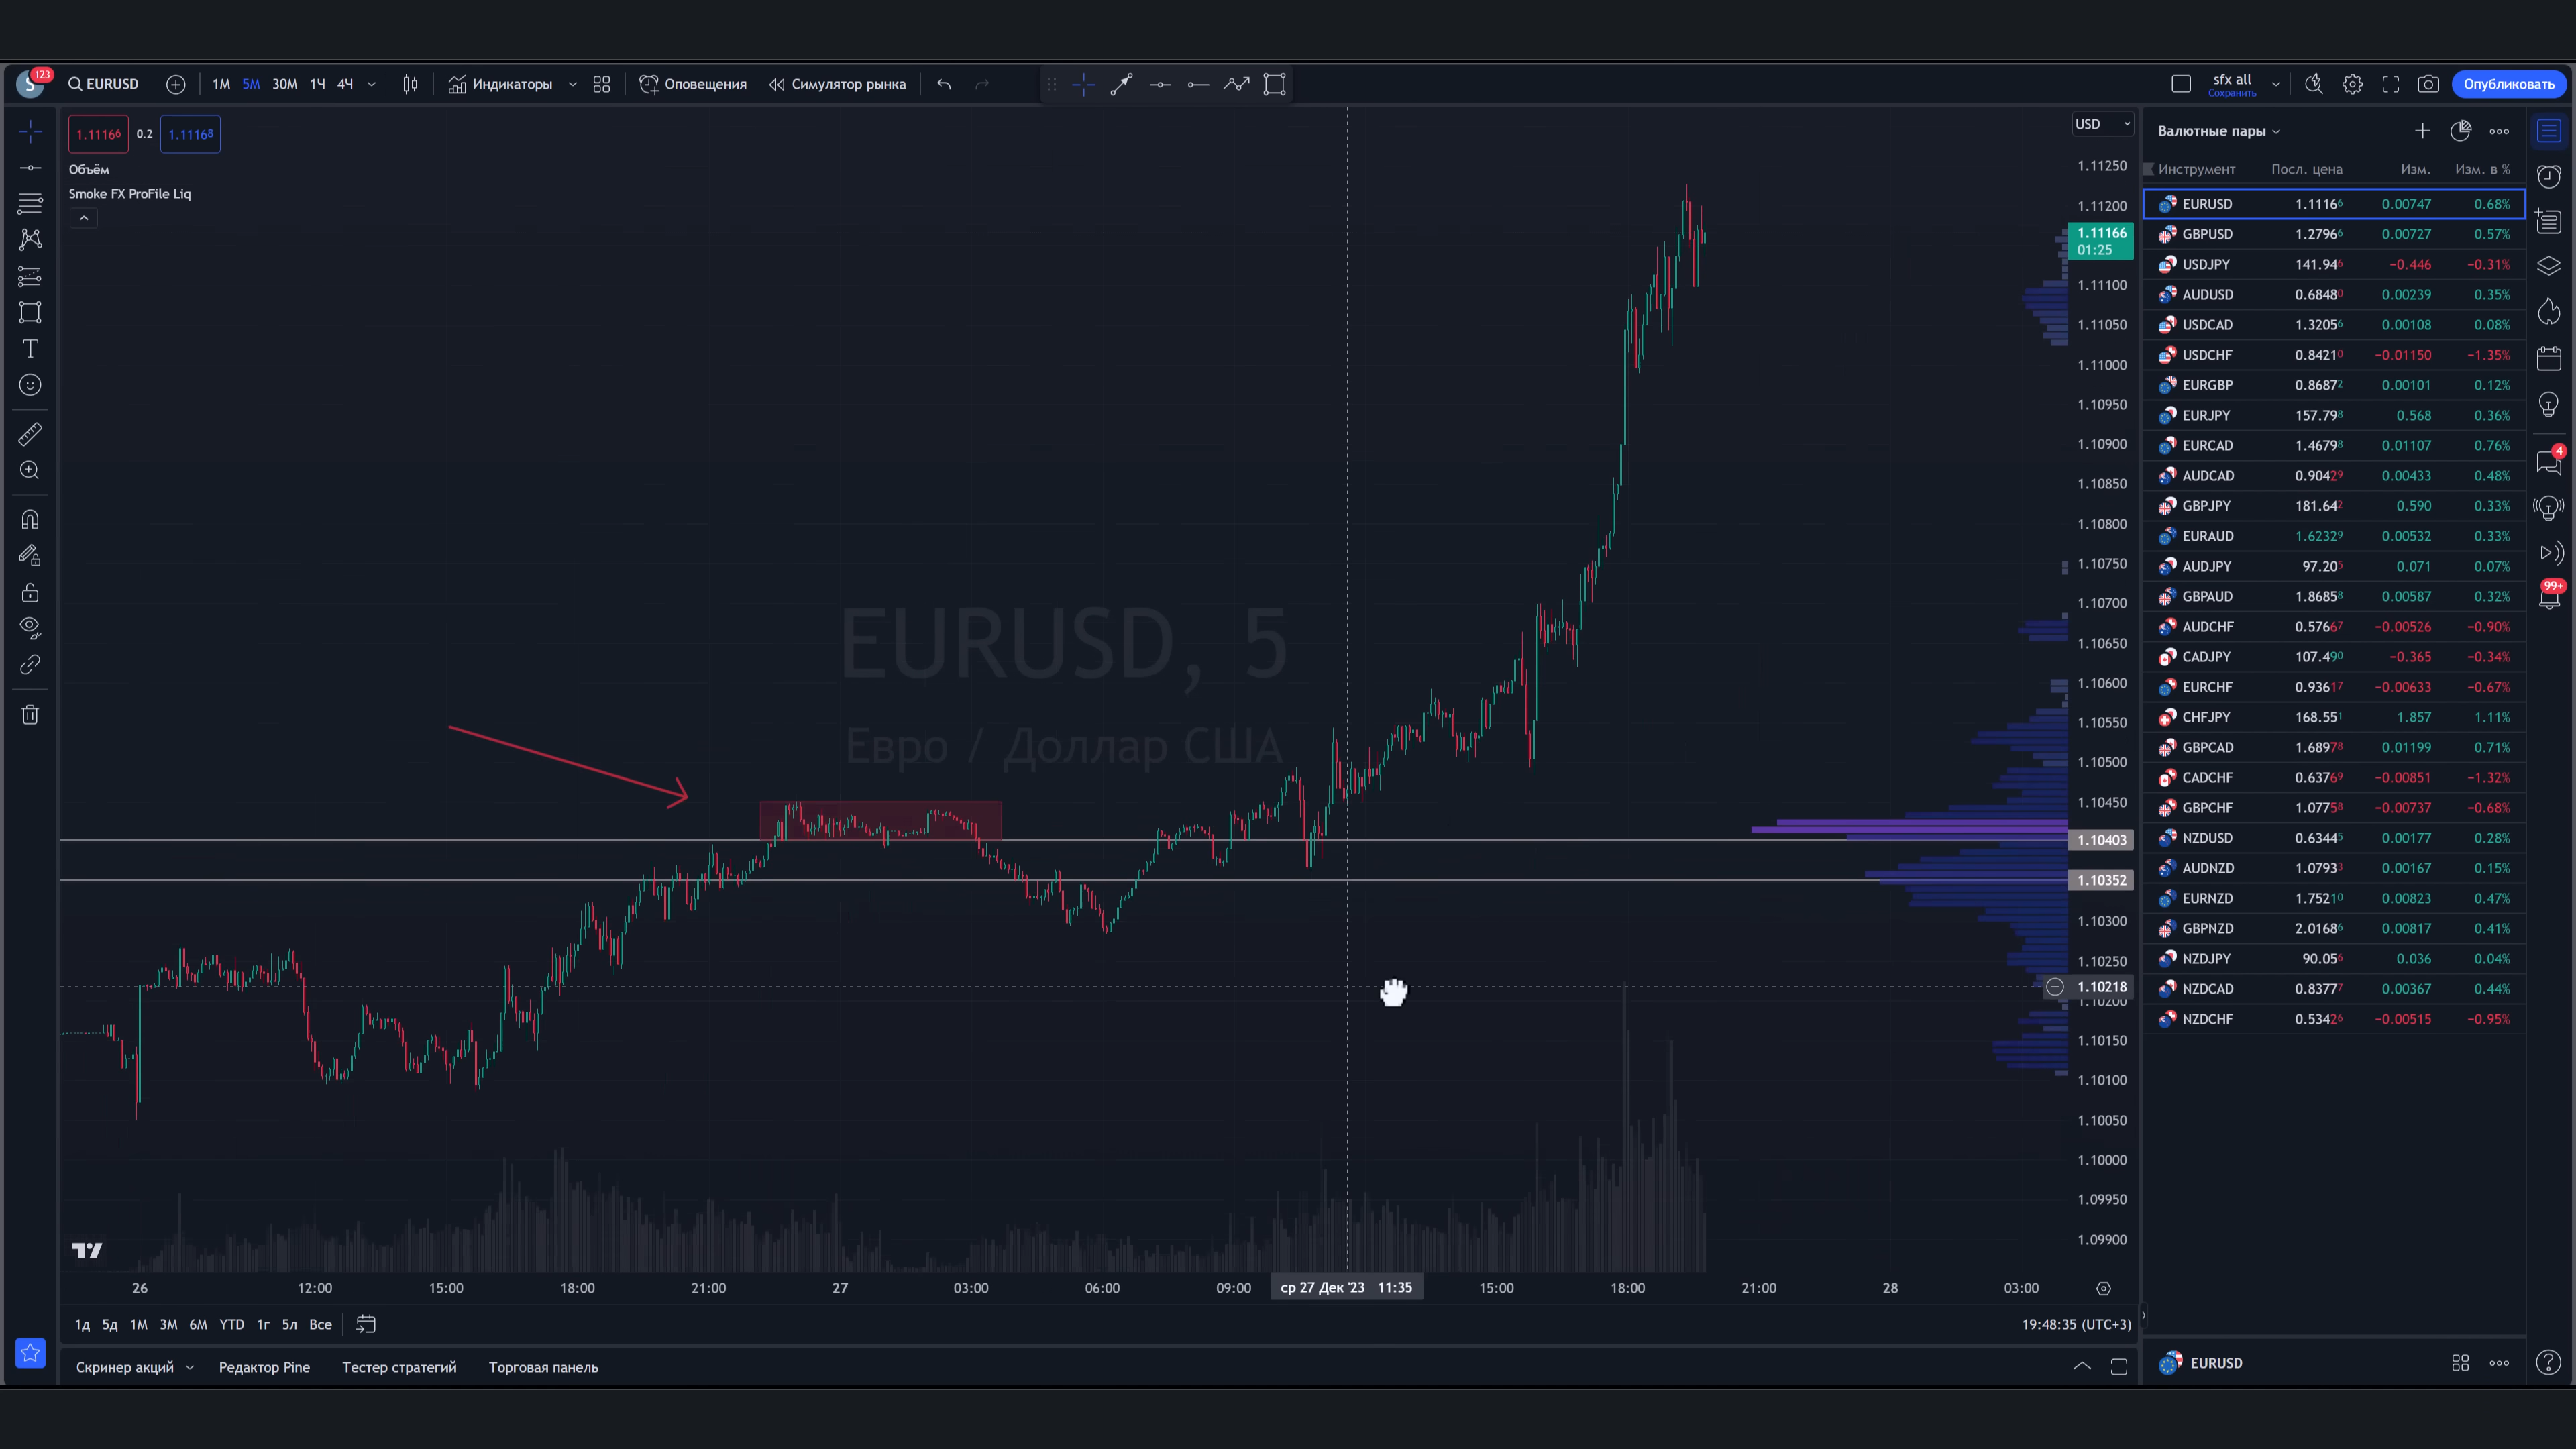 S 123 EURUSD 1М 5М 30М 1Ч 4Ч Индикаторы Оповещения Симулятор рынка sfx all Сохранить Опубликовать
1.11166 0.2 1.11168
Объём
Smoke FX ProFile Liq
EURUSD, 5
Евро / Доллар США
USD
1.11250
1.11200
1.11166
01:25
1.11100
1.11050
1.11000
1.10950
1.10900
1.10850
1.10800
1.10750
1.10700
1.10650
1.10600
1.10550
1.10500
1.10450
1.10403
1.10352
1.10300
1.10250
1.10218
1.10200
1.10150
1.10100
1.10050
1.10000
1.09950
1.09900
26 12:00 15:00 18:00 21:00 27 03:00 06:00 09:00 ср 27 Дек '23 11:35 15:00 18:00 21:00 28 03:00
1д 5д 1М 3М 6М YTD 1г 5л Все 19:48:35 (UTC+3)
Скринер акций Редактор Pine Тестер стратегий Торговая панель
Валютные пары
Инструмент Посл. цена Изм. Изм. в %
EURUSD 1.11166 0.00747 0.68%
GBPUSD 1.27966 0.00727 0.57%
USDJPY 141.946 −0.446 −0.31%
AUDUSD 0.68480 0.00239 0.35%
USDCAD 1.32056 0.00108 0.08%
USDCHF 0.84210 −0.01150 −1.35%
EURGBP 0.86872 0.00101 0.12%
EURJPY 157.798 0.568 0.36%
EURCAD 1.46798 0.01107 0.76%
AUDCAD 0.90429 0.00433 0.48%
GBPJPY 181.642 0.590 0.33%
EURAUD 1.62329 0.00532 0.33%
AUDJPY 97.205 0.071 0.07%
GBPAUD 1.86858 0.00587 0.32%
AUDCHF 0.57667 −0.00526 −0.90%
CADJPY 107.490 −0.365 −0.34%
EURCHF 0.93617 −0.00633 −0.67%
CHFJPY 168.551 1.857 1.11%
GBPCAD 1.68978 0.01199 0.71%
CADCHF 0.63769 −0.00851 −1.32%
GBPCHF 1.07758 −0.00737 −0.68%
NZDUSD 0.63445 0.00177 0.28%
AUDNZD 1.07933 0.00167 0.15%
EURNZD 1.75210 0.00823 0.47%
GBPNZD 2.01686 0.00817 0.41%
NZDJPY 90.056 0.036 0.04%
NZDCAD 0.83777 0.00367 0.44%
NZDCHF 0.53426 −0.00515 −0.95%
EURUSD
4
99+